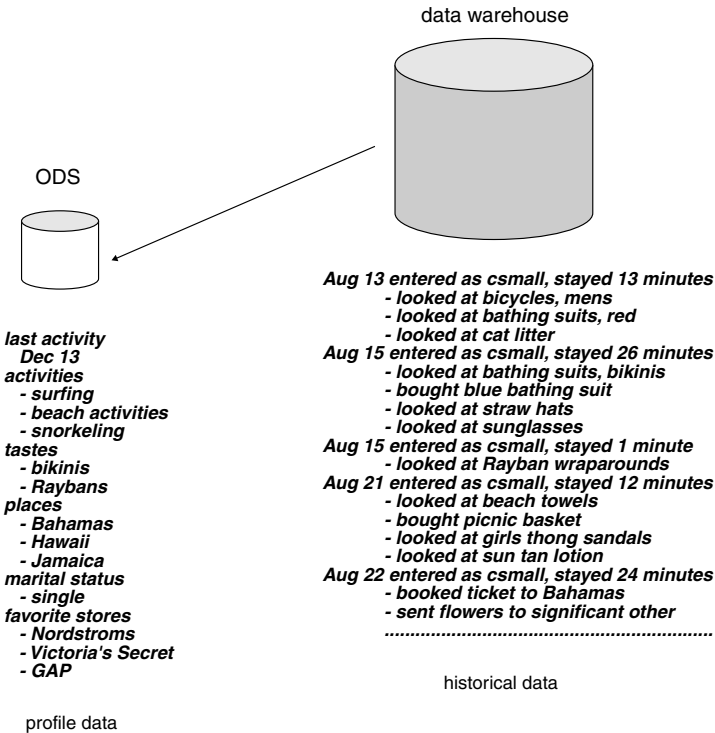 data warehouse
ODS
last activity
Dec 13
activities
- surfing
- beach activities
- snorkeling
tastes
- bikinis
- Raybans
places
- Bahamas
- Hawaii
- Jamaica
marital status
- single
favorite stores
- Nordstroms
- Victoria's Secret
- GAP
profile data
Aug 13 entered as csmall, stayed 13 minutes
- looked at bicycles, mens
- looked at bathing suits, red
- looked at cat litter
Aug 15 entered as csmall, stayed 26 minutes
- looked at bathing suits, bikinis
- bought blue bathing suit
- looked at straw hats
- looked at sunglasses
Aug 15 entered as csmall, stayed 1 minute
- looked at Rayban wraparounds
Aug 21 entered as csmall, stayed 12 minutes
- looked at beach towels
- bought picnic basket
- looked at girls thong sandals
- looked at sun tan lotion
Aug 22 entered as csmall, stayed 24 minutes
- booked ticket to Bahamas
- sent flowers to significant other
................................................................
historical data